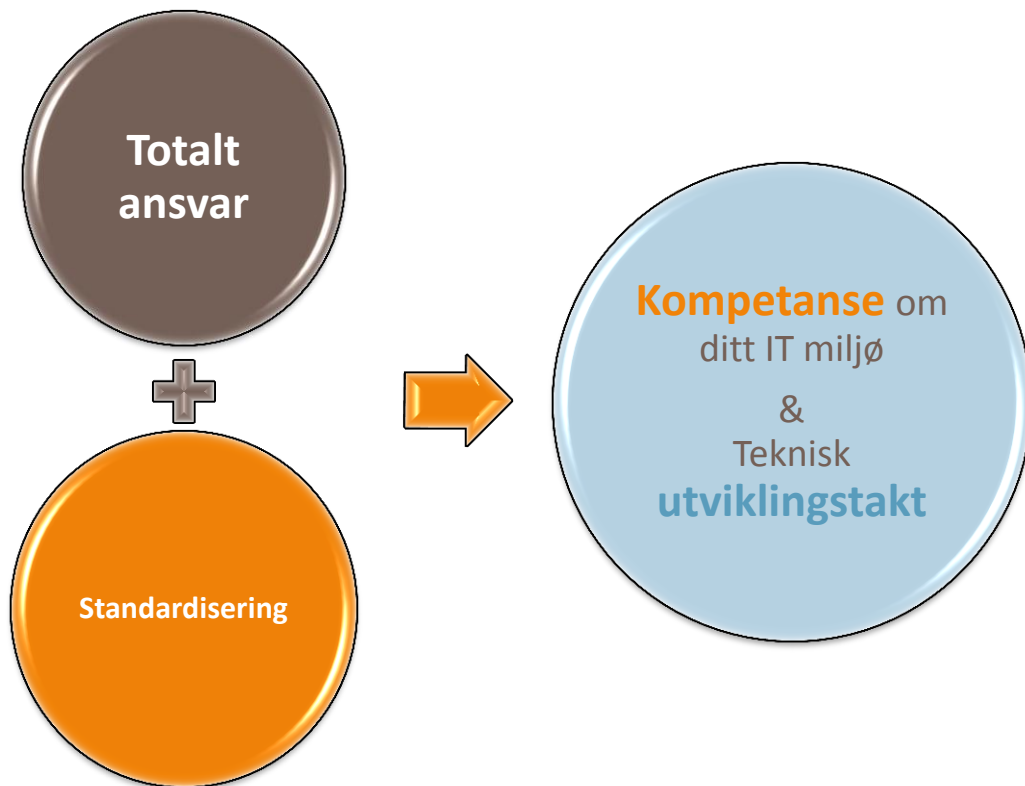 Totalt
ansvar
Standardisering
Kompetanse om
ditt IT miljø
&
Teknisk
utviklingstakt